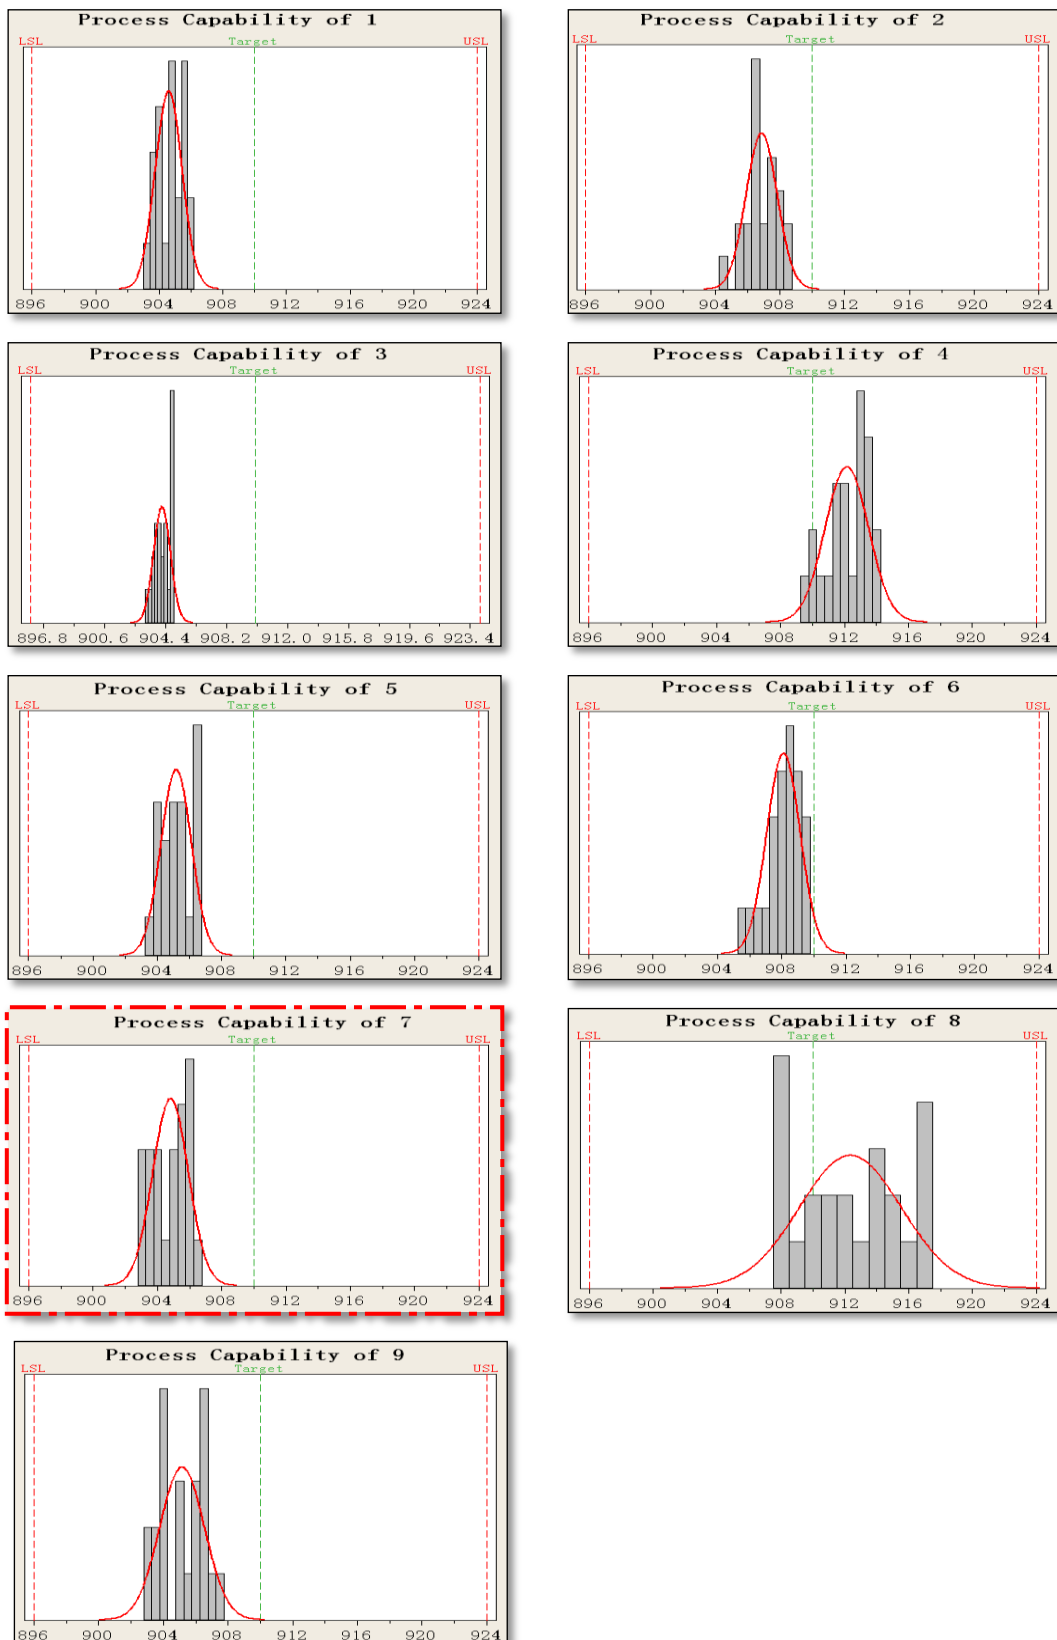 Process Capability of 1
LSL Target USL
896 900 904 908 912 916 920 924
Process Capability of 2
LSL Target USL
896 900 904 908 912 916 920 924
Process Capability of 3
LSL Target USL
896.8 900.6 904.4 908.2 912.0 915.8 919.6 923.4
Process Capability of 4
LSL Target USL
896 900 904 908 912 916 920 924
Process Capability of 5
LSL Target USL
896 900 904 908 912 916 920 924
Process Capability of 6
LSL Target USL
896 900 904 908 912 916 920 924
Process Capability of 7
LSL Target USL
896 900 904 908 912 916 920 924
Process Capability of 8
LSL Target USL
896 900 904 908 912 916 920 924
Process Capability of 9
LSL Target USL
896 900 904 908 912 916 920 924